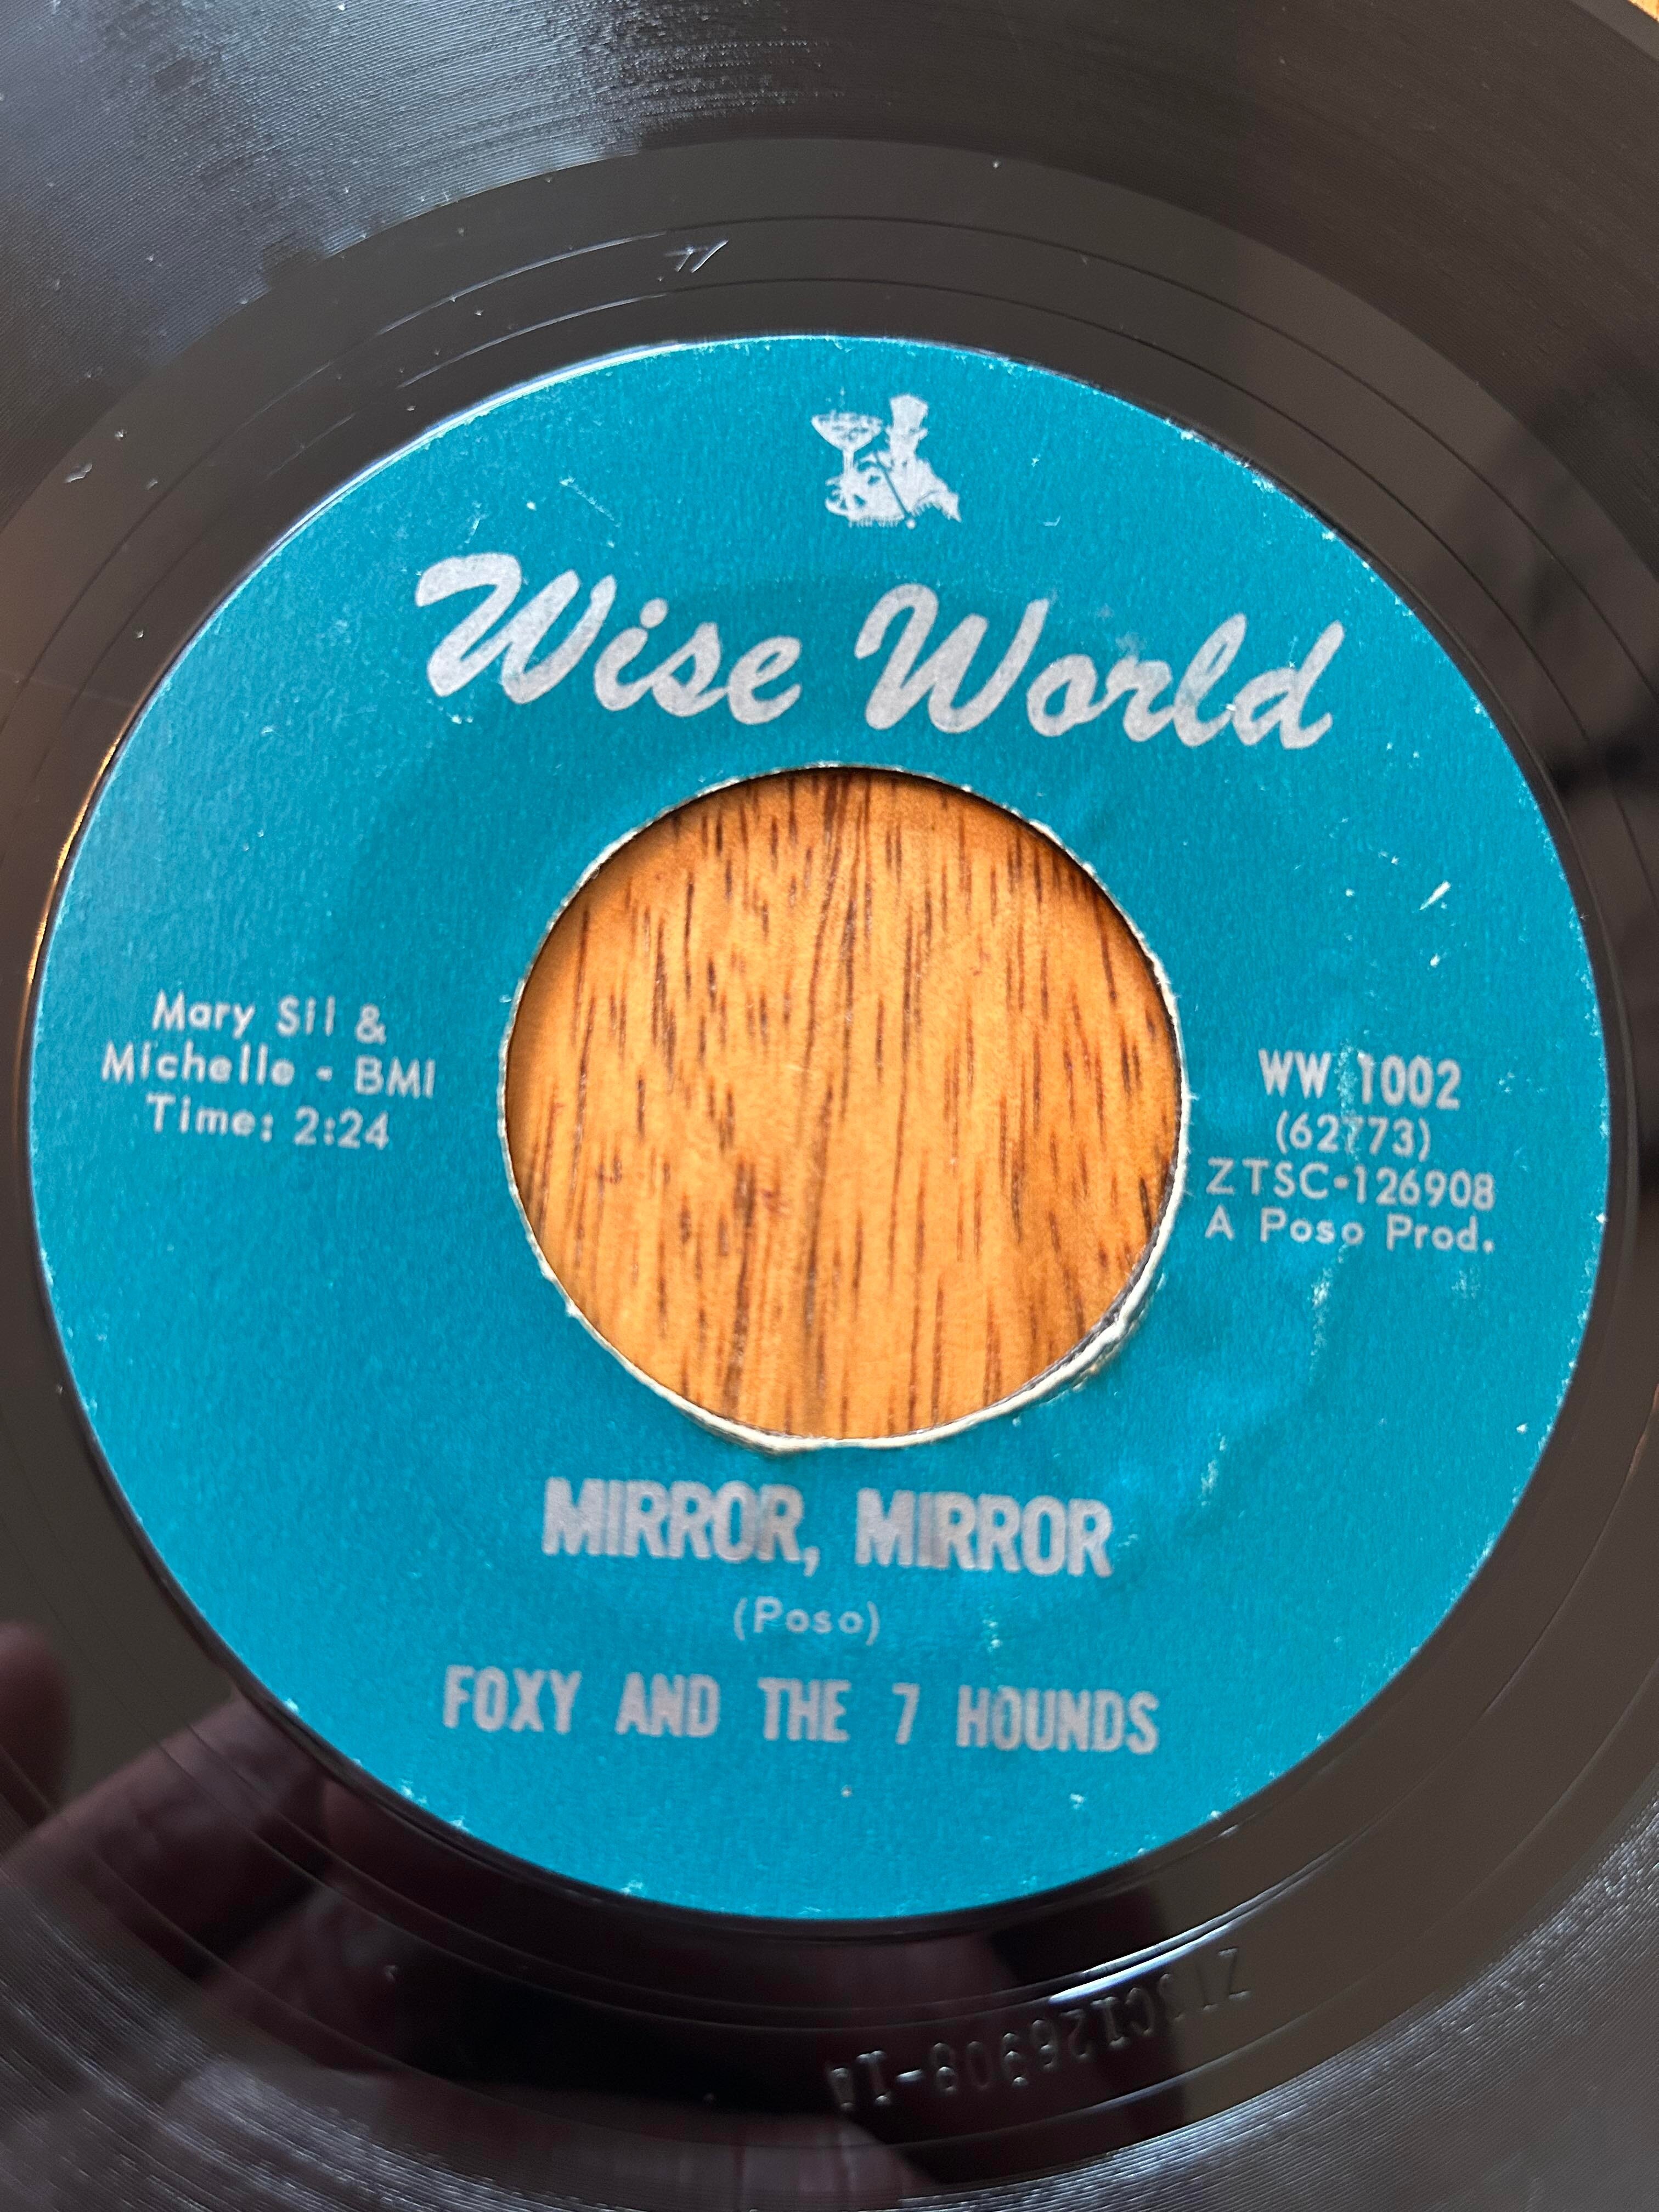 Wise World
Mary Sil &
Michelle - BMI
Time: 2:24
WW 1002
(62773)
ZTSC-126908
A Poso Prod.
MIRROR, MIRROR
(Poso)
FOXY AND THE 7 HOUNDS